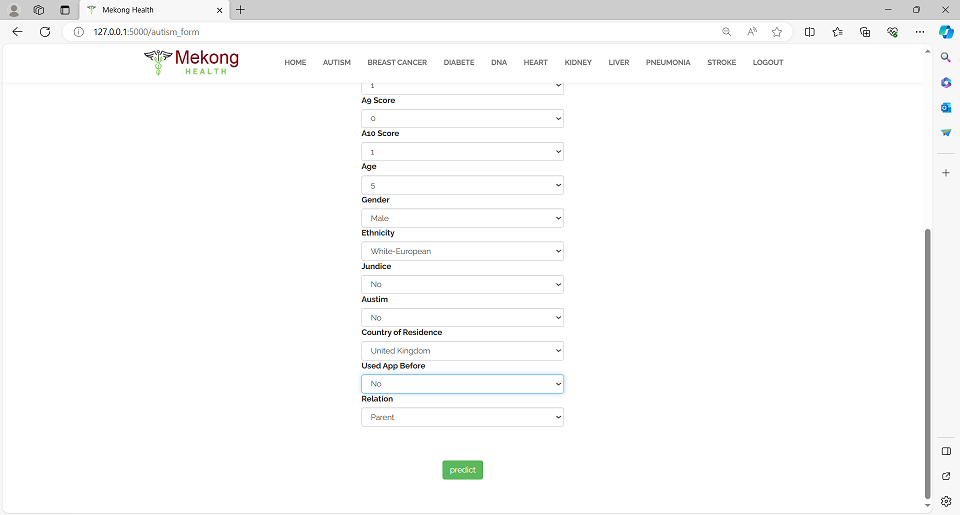 Mekong Health
127.0.0.1:5000/autism_form
Mekong
HEALTH
HOME AUTISM BREAST CANCER DIABETE DNA HEART KIDNEY LIVER PNEUMONIA STROKE LOGOUT
1
A9 Score
0
A10 Score
1
Age
5
Gender
Male
Ethnicity
White-European
Jundice
No
Austim
No
Country of Residence
United Kingdom
Used App Before
No
Relation
Parent
predict